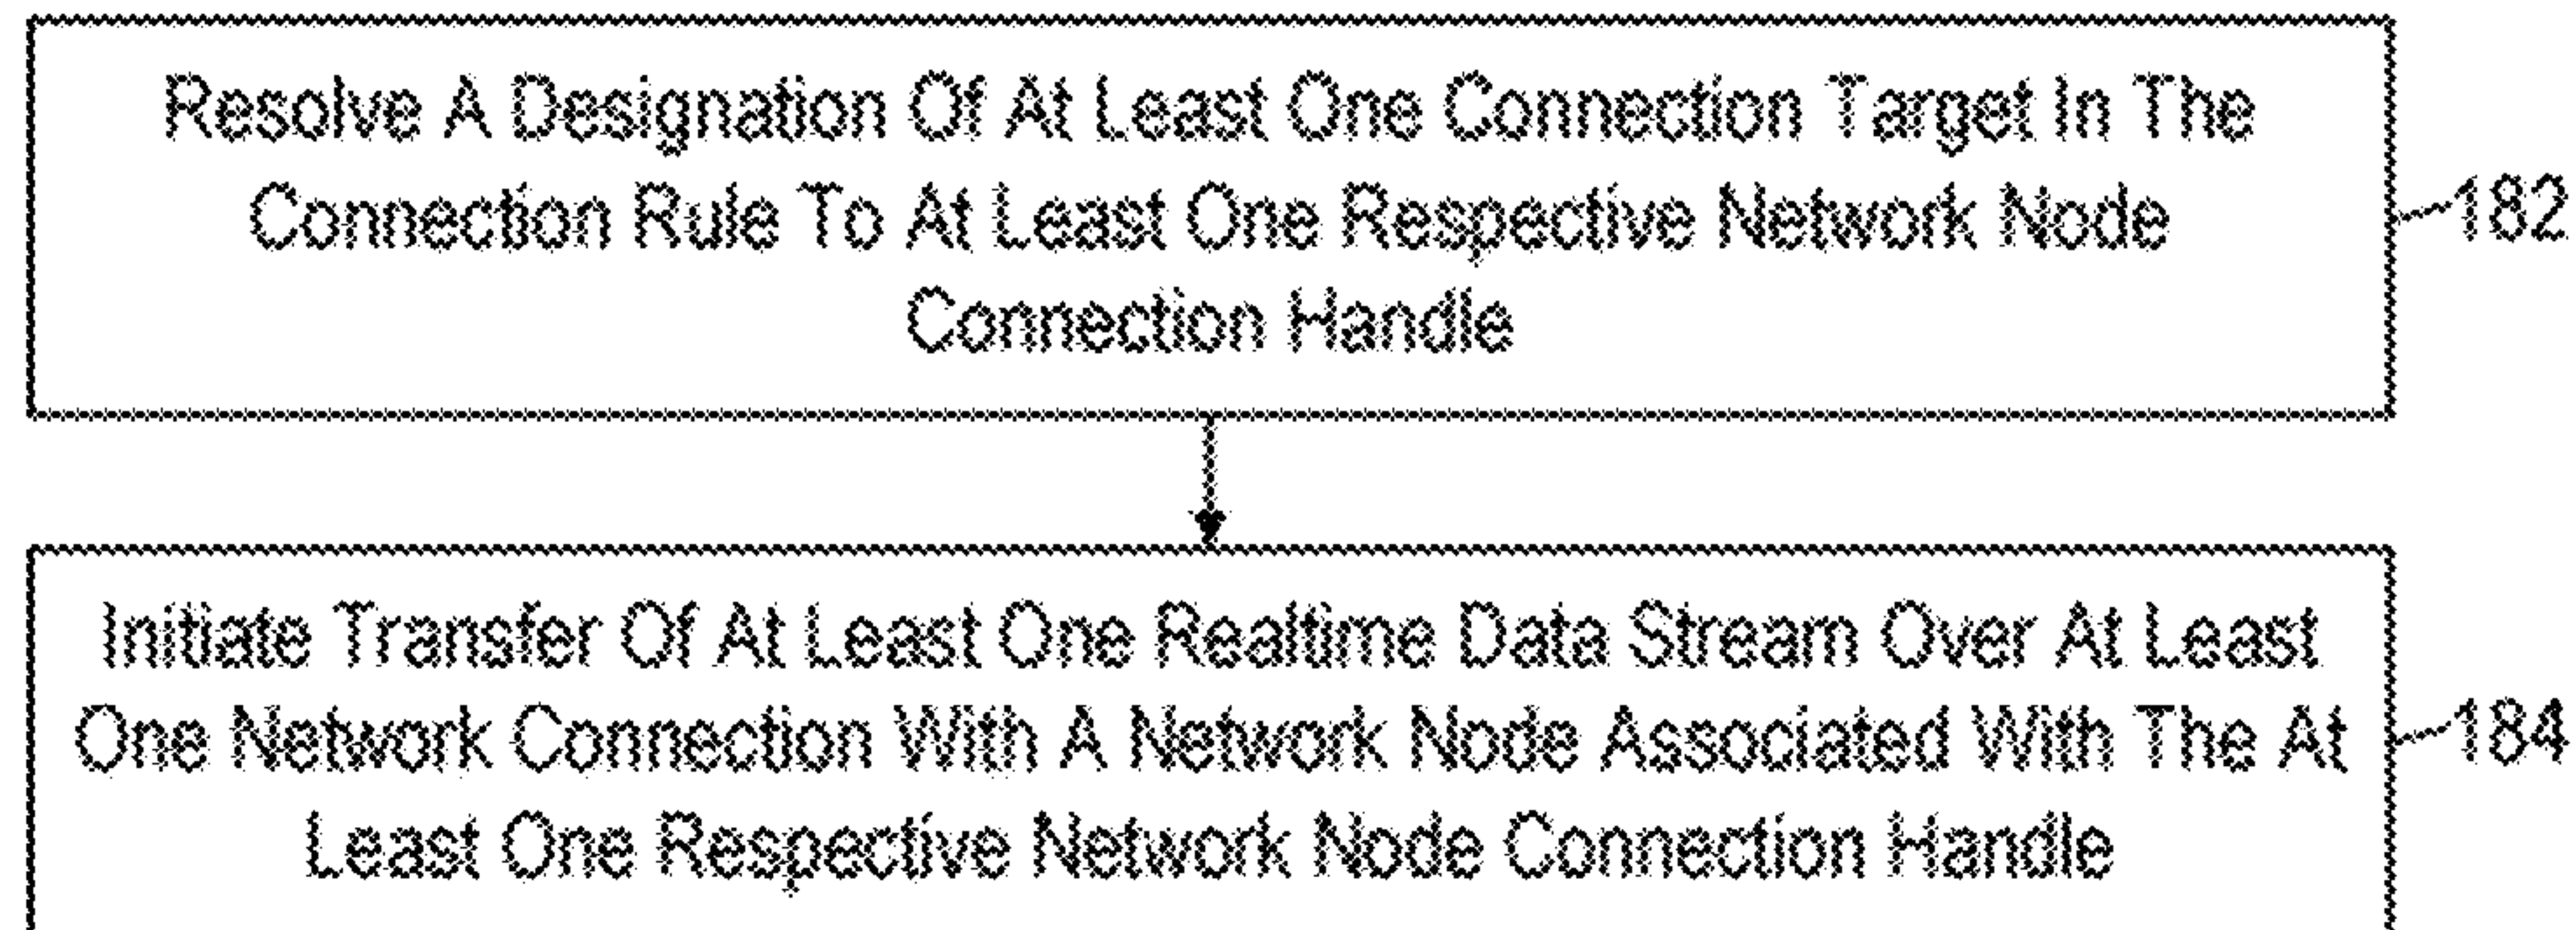 Resolve A Designation Of At Least One Connection Target In The
Connection Rule To At Least One Respective Network Node
Connection Handle
182
Initiate Transfer Of At Least One Realtime Data Stream Over At Least
One Network Connection With A Network Node Associated With The At
Least One Respective Network Node Connection Handle
184